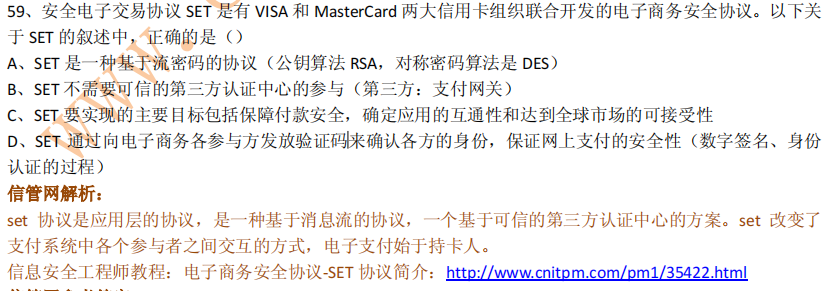 59、安全电子交易协议 SET 是有 VISA 和 MasterCard 两大信用卡组织联合开发的电子商务安全协议。以下关
于 SET 的叙述中，正确的是（）
A、SET 是一种基于流密码的协议（公钥算法 RSA，对称密码算法是 DES）
B、SET 不需要可信的第三方认证中心的参与（第三方：支付网关）
C、SET 要实现的主要目标包括保障付款安全，确定应用的互通性和达到全球市场的可接受性
D、SET 通过向电子商务各参与方发放验证码来确认各方的身份，保证网上支付的安全性（数字签名、身份
认证的过程）
信管网解析：
set 协议是应用层的协议，是一种基于消息流的协议，一个基于可信的第三方认证中心的方案。set 改变了
支付系统中各个参与者之间交互的方式，电子支付始于持卡人。
信息安全工程师教程：电子商务安全协议-SET 协议简介：http://www.cnitpm.com/pm1/35422.html